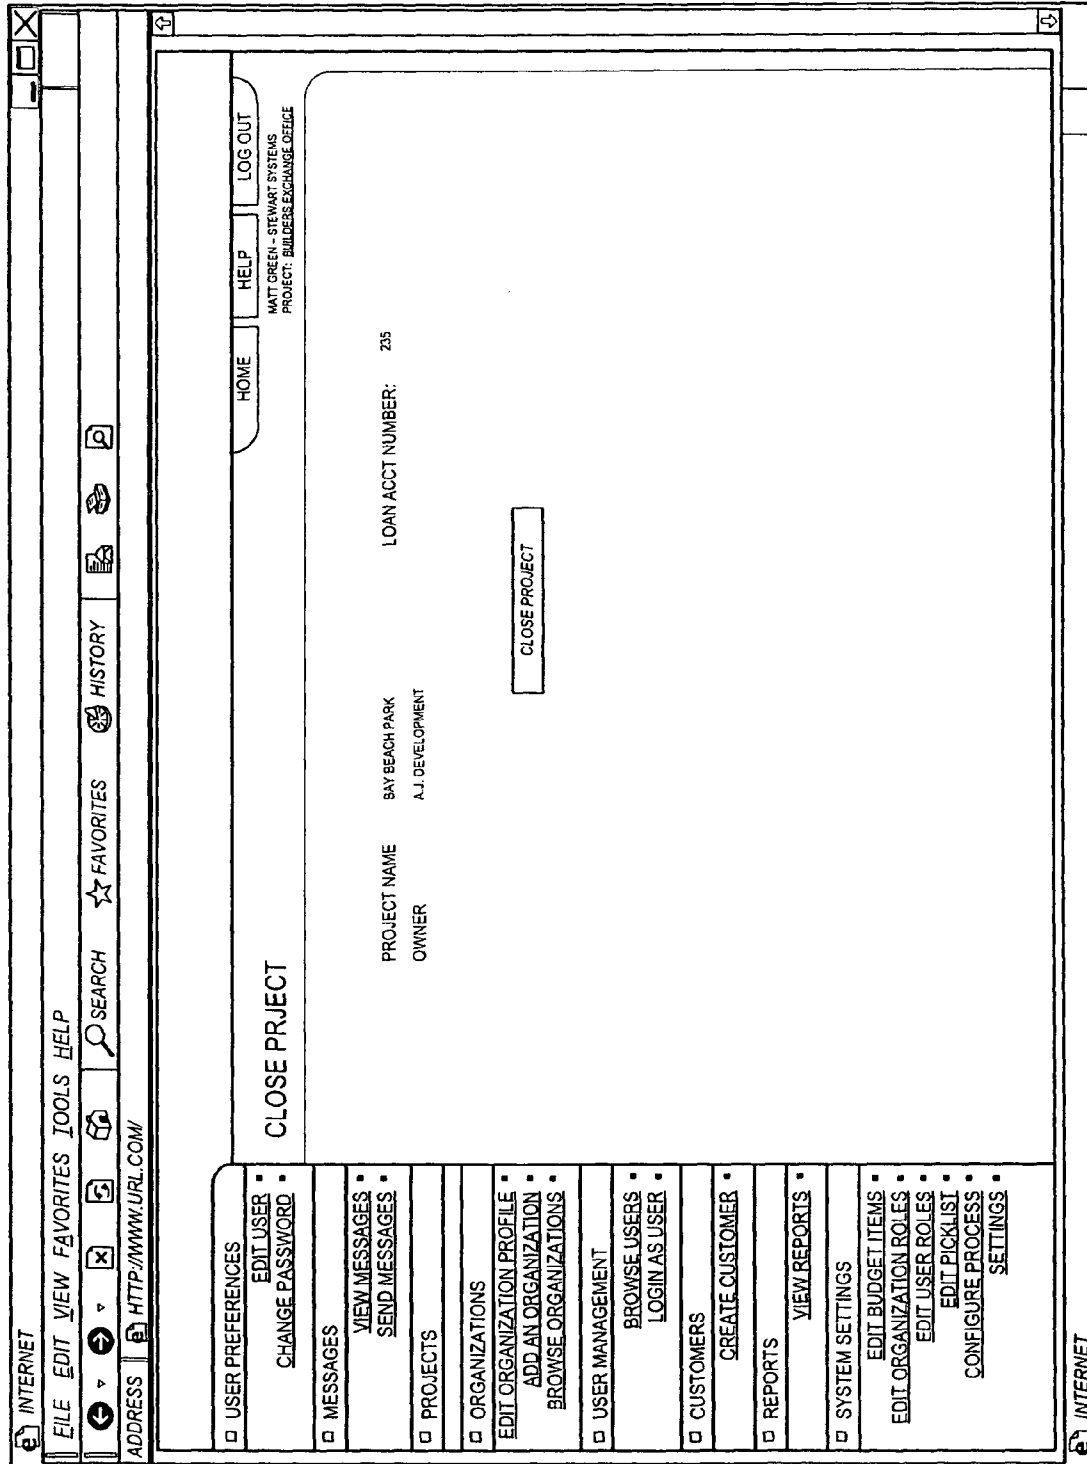 INTERNET
FILE EDIT VIEW FAVORITES TOOLS HELP
SEARCH FAVORITES HISTORY
ADDRESS HTTP://WWW.URL.COM/
HOME HELP LOG OUT
MATT GREEN - STEWART SYSTEMS
PROJECT: BUILDERS EXCHANGE OFFICE
CLOSE PRJECT
USER PREFERENCES
EDIT USER
CHANGE PASSWORD
MESSAGES
VIEW MESSAGES
SEND MESSAGES
PROJECTS
ORGANIZATIONS
EDIT ORGANIZATION PROFILE
ADD AN ORGANIZATION
BROWSE ORGANIZATIONS
USER MANAGEMENT
BROWSE USERS
LOGIN AS USER
CUSTOMERS
CREATE CUSTOMER
REPORTS
VIEW REPORTS
SYSTEM SETTINGS
EDIT BUDGET ITEMS
EDIT ORGANIZATION ROLES
EDIT USER ROLES
EDIT PICKLIST
CONFIGURE PROCESS
SETTINGS
PROJECT NAME BAY BEACH PARK LOAN ACCT NUMBER: 235
OWNER A.J. DEVELOPMENT
CLOSE PROJECT
INTERNET